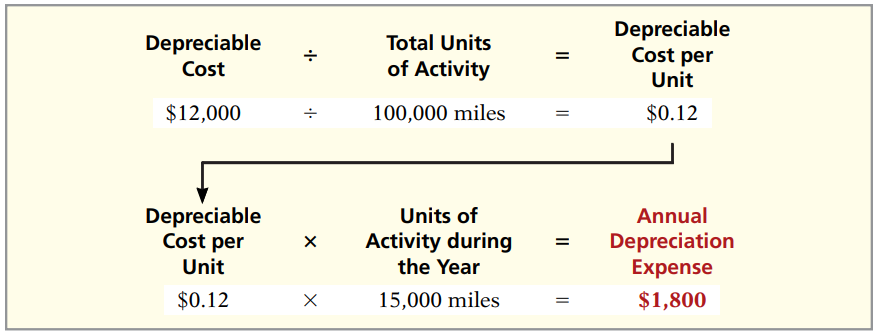 Depreciable Cost ÷ Total Units of Activity = Depreciable Cost per Unit
$12,000 ÷ 100,000 miles = $0.12
Depreciable Cost per Unit × Units of Activity during the Year = Annual Depreciation Expense
$0.12 × 15,000 miles = $1,800